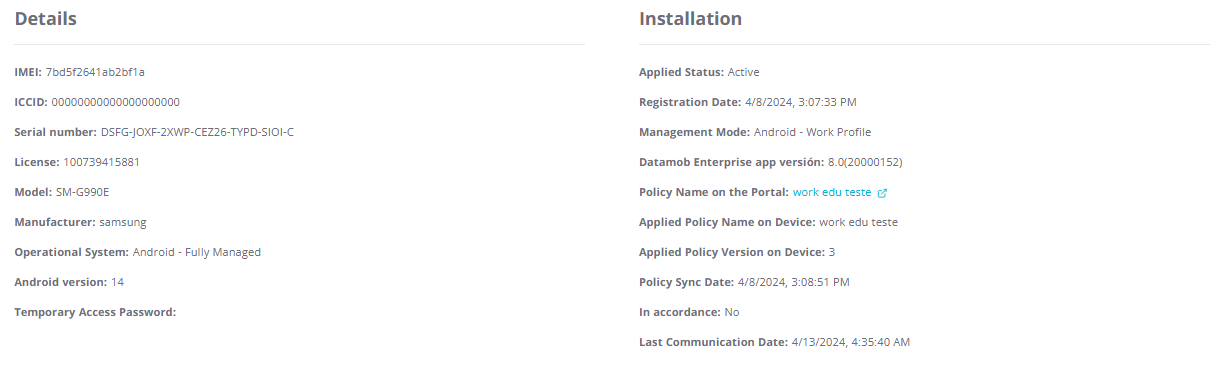 Details
IMEI: 7bd5f2641ab2bf1a
ICCID: 00000000000000000000
Serial number: DSFG-JOXF-2XWP-CEZ26-TYPD-SIOI-C
License: 100739415881
Model: SM-G990E
Manufacturer: samsung
Operational System: Android - Fully Managed
Android version: 14
Temporary Access Password:
Installation
Applied Status: Active
Registration Date: 4/8/2024, 3:07:33 PM
Management Mode: Android - Work Profile
Datamob Enterprise app versión: 8.0(20000152)
Policy Name on the Portal: work edu teste
Applied Policy Name on Device: work edu teste
Applied Policy Version on Device: 3
Policy Sync Date: 4/8/2024, 3:08:51 PM
In accordance: No
Last Communication Date: 4/13/2024, 4:35:40 AM